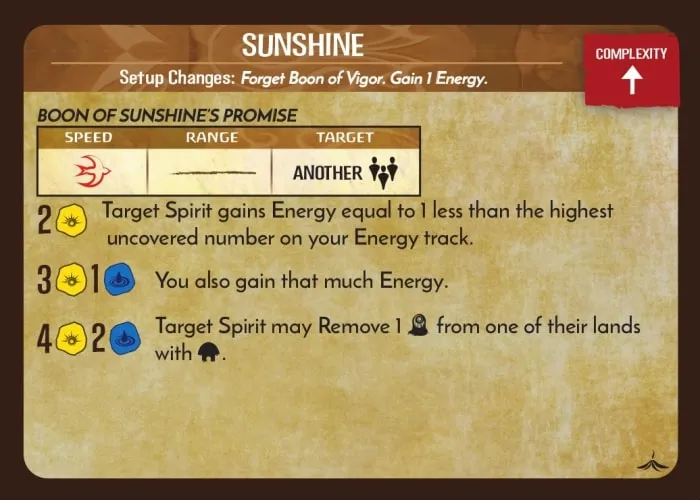 SUNSHINE
Setup Changes: Forget Boon of Vigor. Gain 1 Energy.
COMPLEXITY
BOON OF SUNSHINE'S PROMISE
SPEED RANGE TARGET
ANOTHER
2 Target Spirit gains Energy equal to 1 less than the highest
uncovered number on your Energy track.
3 1 You also gain that much Energy.
4 2 Target Spirit may Remove 1 from one of their lands
with .